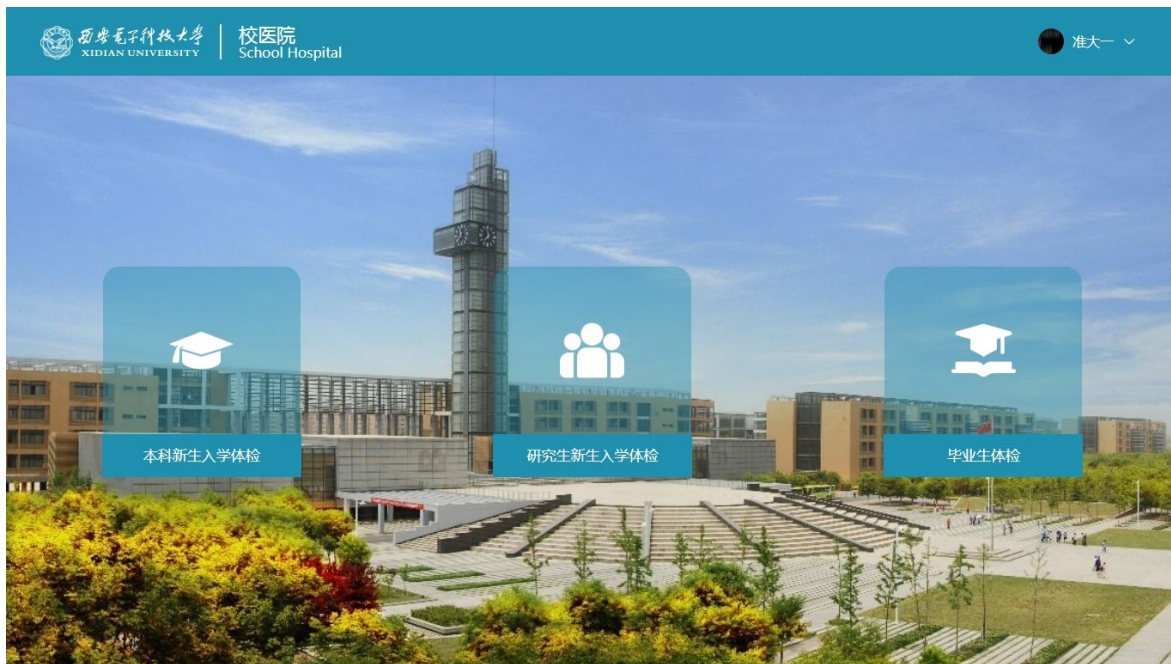 西安电子科技大学
XIDIAN UNIVERSITY
校医院
School Hospital
准大一
本科新生入学体检
研究生新生入学体检
毕业生体检